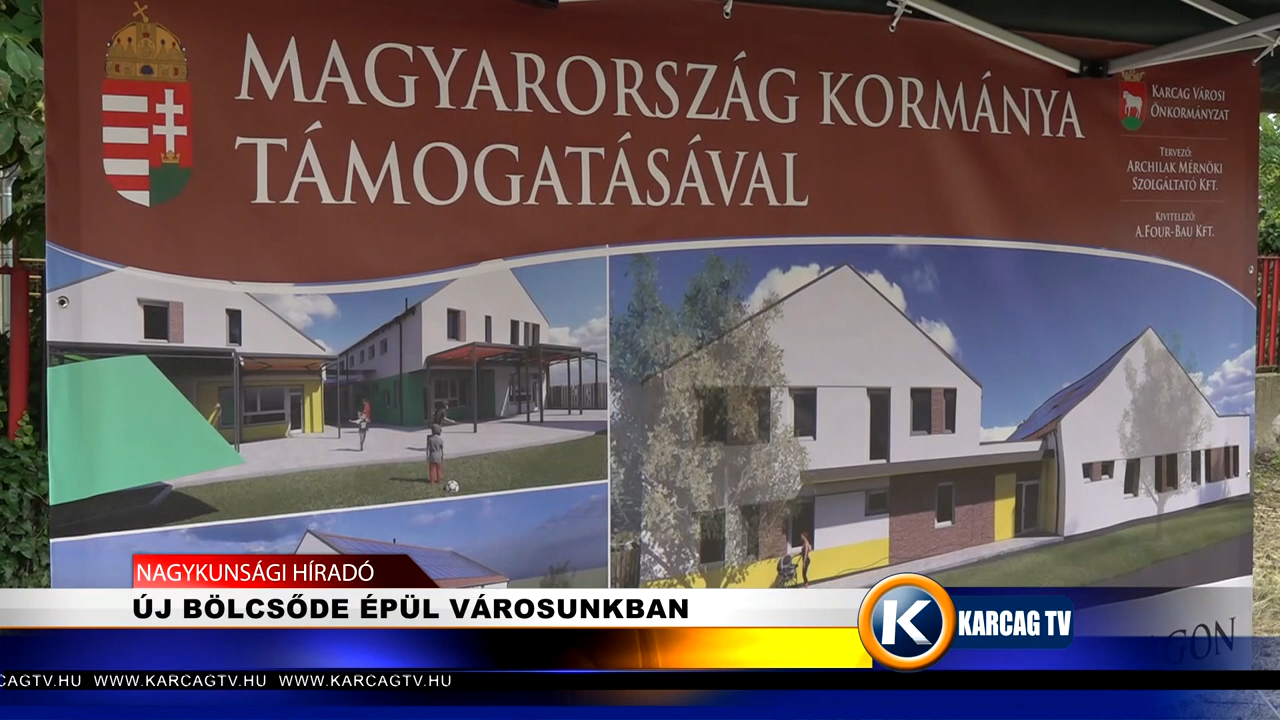 MAGYARORSZÁG KORMÁNYA
TÁMOGATÁSÁVAL
KARCAG VÁROSI
ÖNKORMÁNYZAT
TERVEZŐ:
ARCHILAK MÉRNÖKI
SZOLGÁLTATÓ KFT.
KIVITELEZŐ:
A.FOUR-BAU KFT.
NAGYKUNSÁGI HÍRADÓ
ÚJ BÖLCSŐDE ÉPÜL VÁROSUNKBAN
K KARCAG TV
CAGTV.HU WWW.KARCAGTV.HU WWW.KARCAGTV.HU